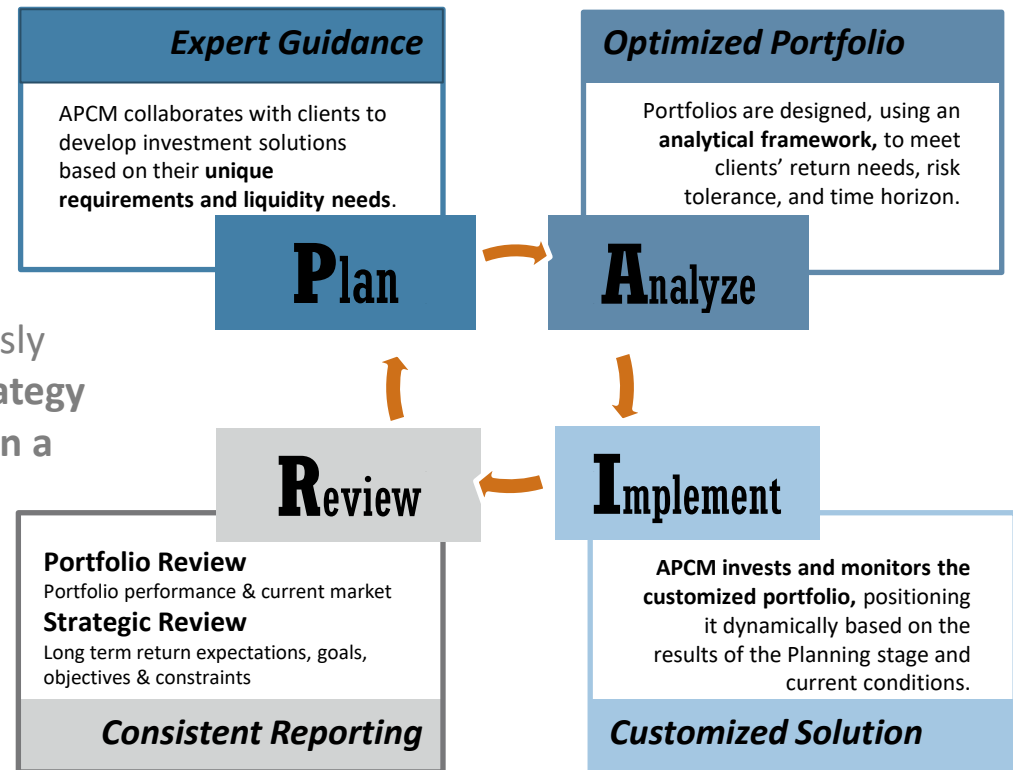 Expert Guidance
APCM collaborates with clients to
develop investment solutions
based on their unique
requirements and liquidity needs.
Plan
Optimized Portfolio
Portfolios are designed, using an
analytical framework, to meet
clients’ return needs, risk
tolerance, and time horizon.
Analyze
Implement
APCM invests and monitors the
customized portfolio, positioning
it dynamically based on the
results of the Planning stage and
current conditions.
Customized Solution
Review
Portfolio Review
Portfolio performance & current market
Strategic Review
Long term return expectations, goals,
objectives & constraints
Consistent Reporting